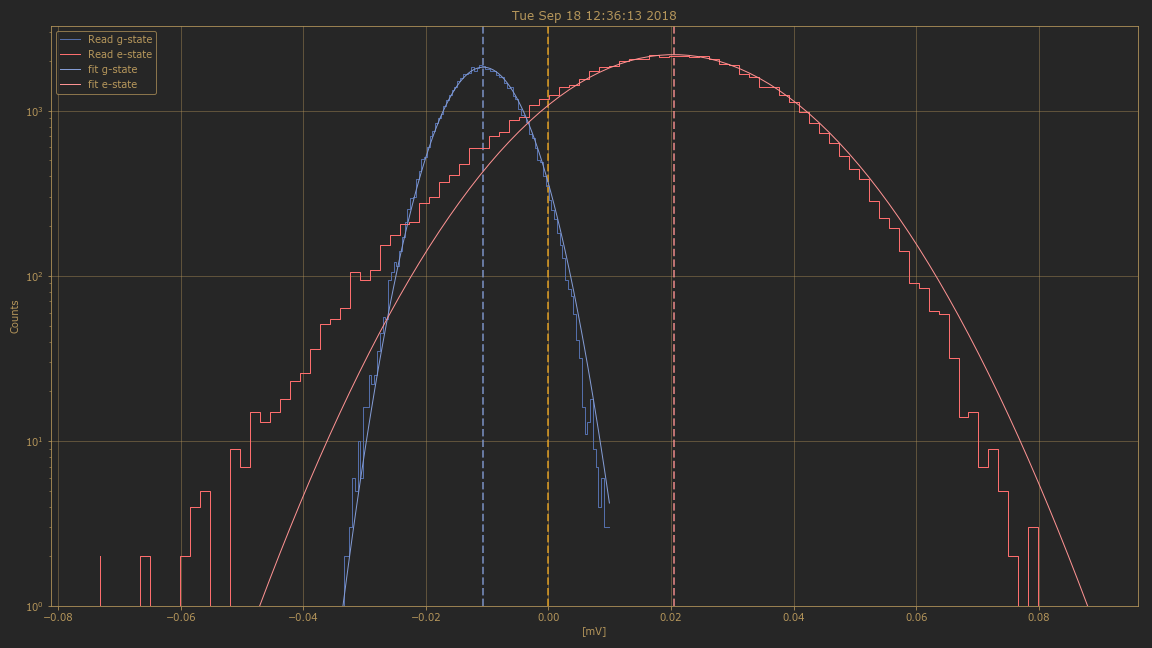 Tue Sep 18 12:36:13 2018
Read g-state
Read e-state
fit g-state
fit e-state
Counts
10³
10²
10¹
10⁰
−0.08 −0.06 −0.04 −0.02 0.00 0.02 0.04 0.06 0.08
[mV]